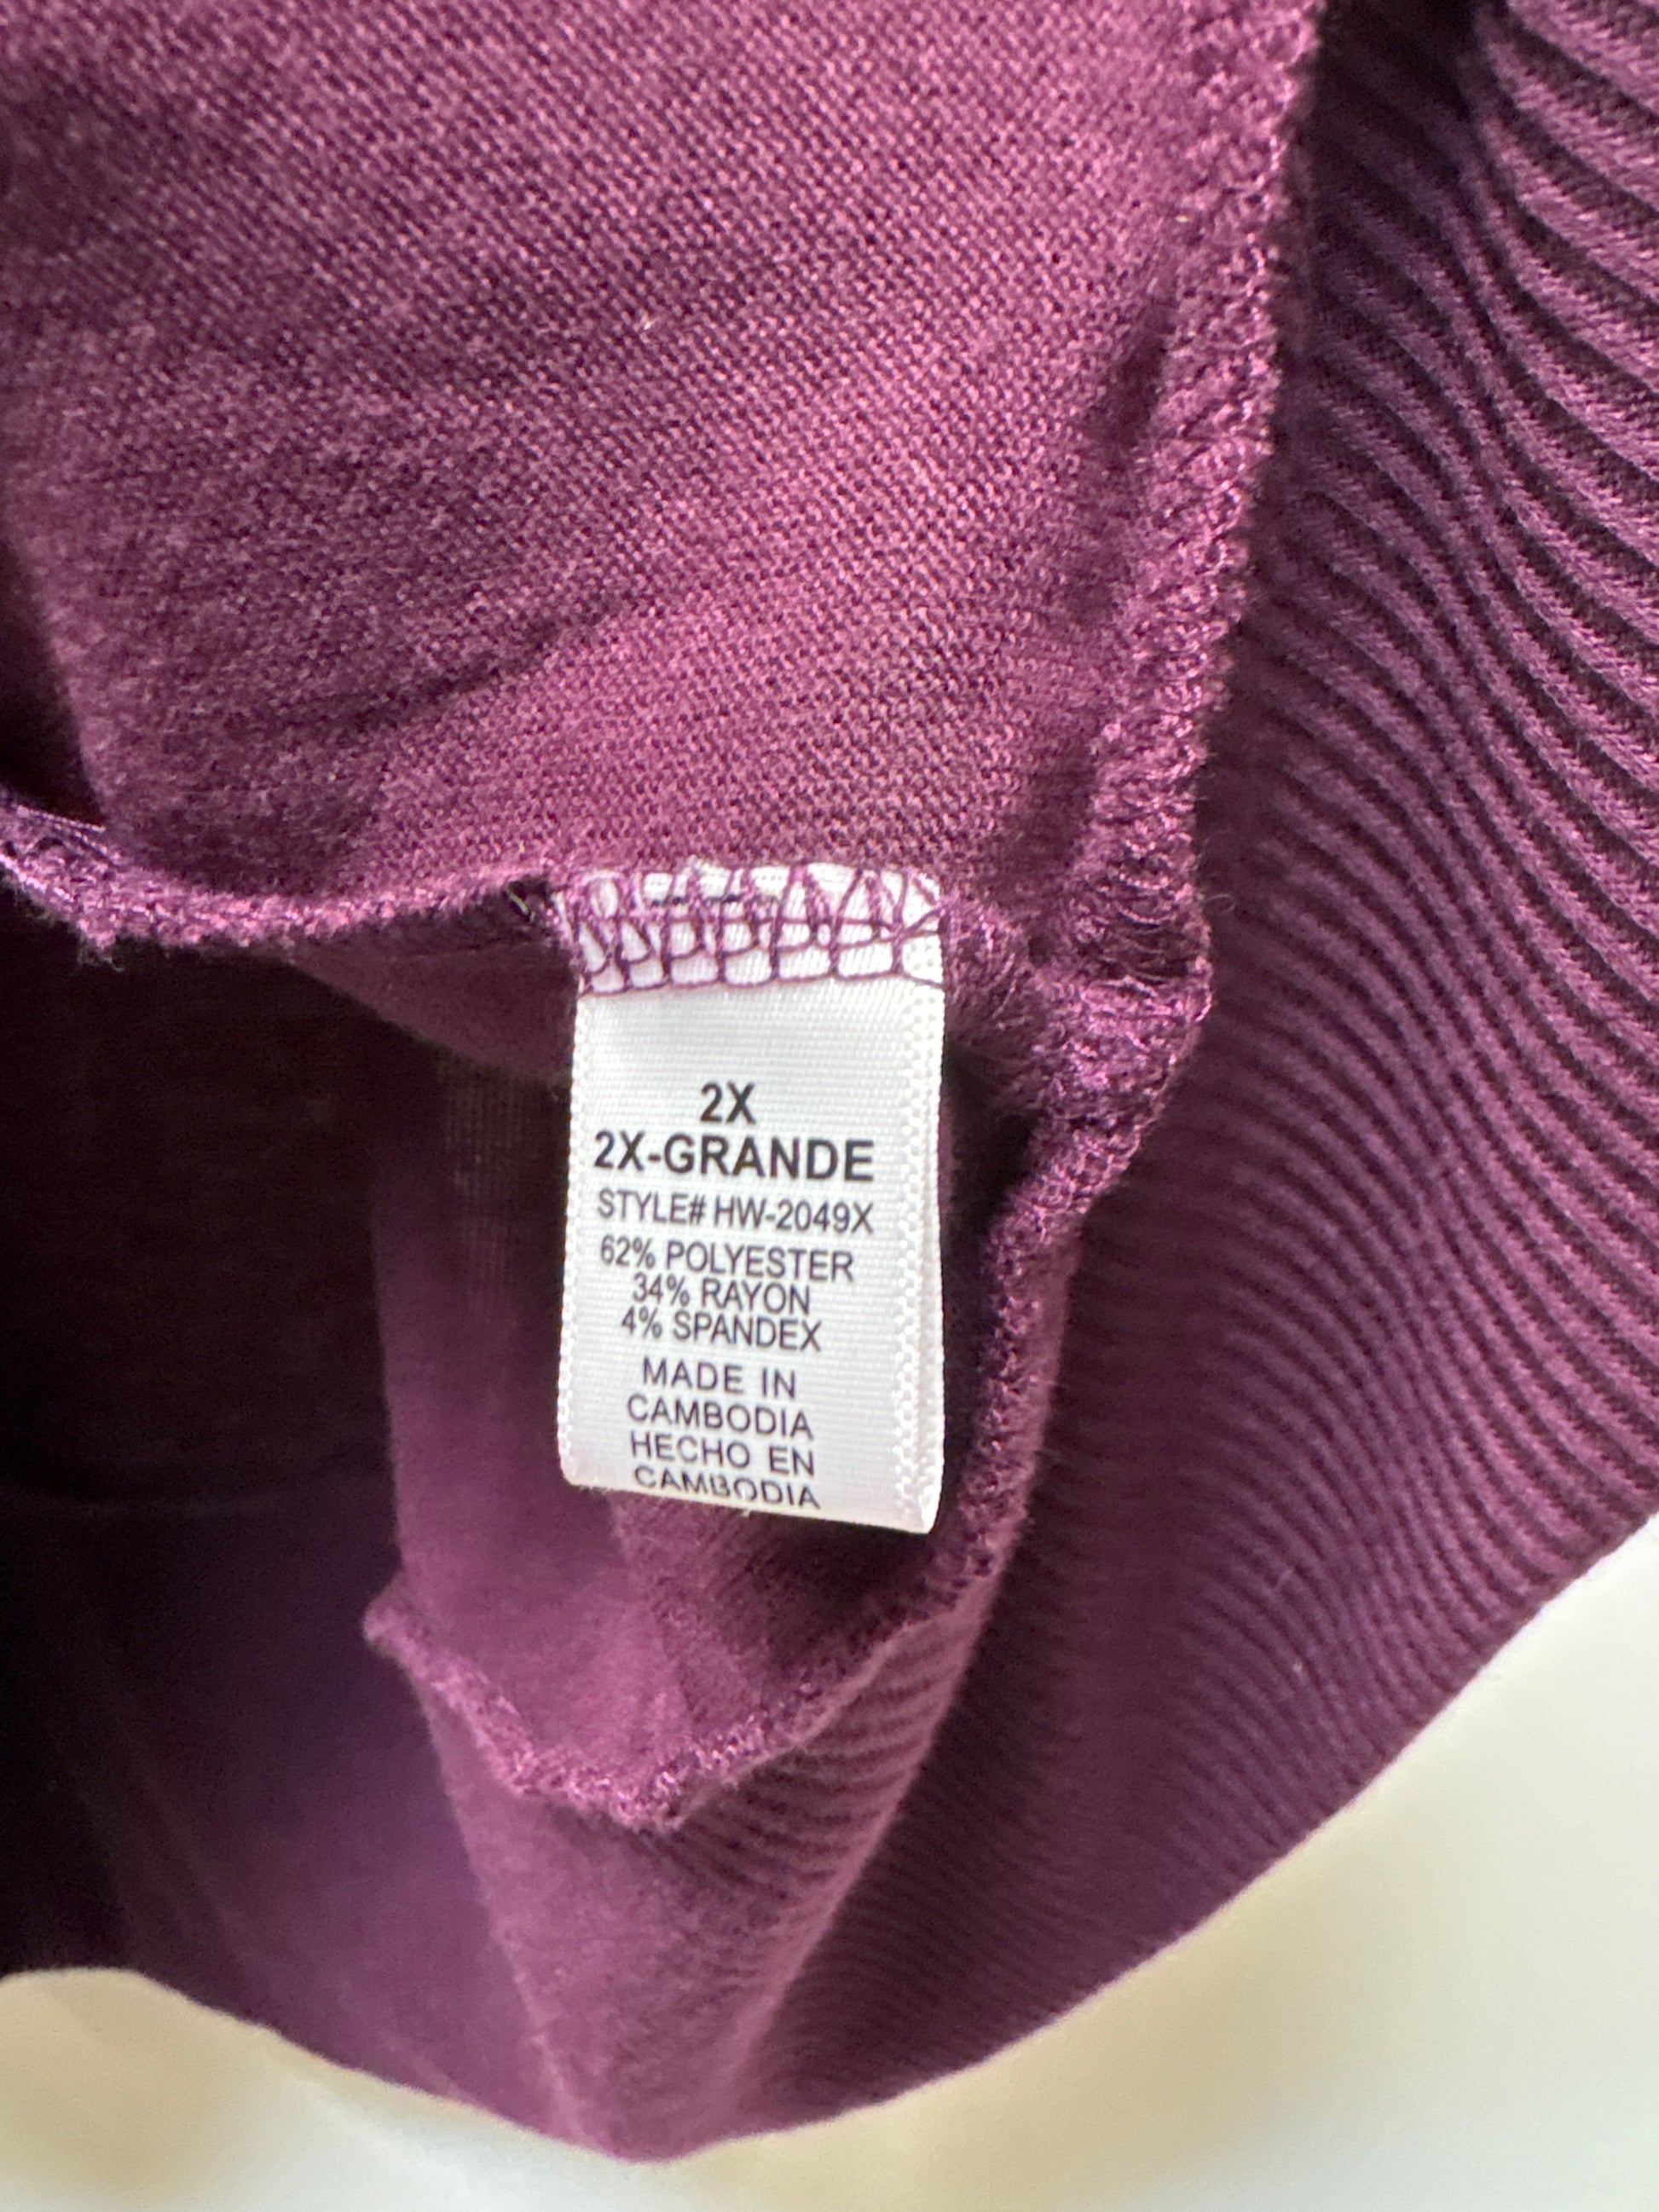 2X
2X-GRANDE
STYLE# HW-2049X
62% POLYESTER
34% RAYON
4% SPANDEX
MADE IN
CAMBODIA
HECHO EN
CAMBODIA